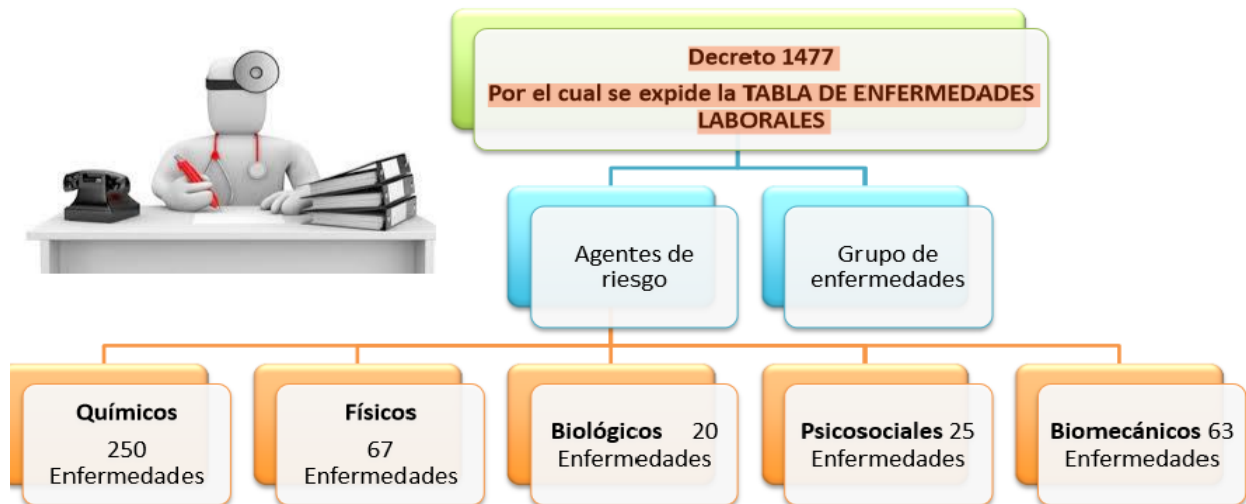 Decreto 1477
Por el cual se expide la TABLA DE ENFERMEDADES
LABORALES
Agentes de
riesgo
Grupo de
enfermedades
Químicos
250
Enfermedades
Físicos
67
Enfermedades
Biológicos 20
Enfermedades
Psicosociales 25
Enfermedades
Biomecánicos 63
Enfermedades